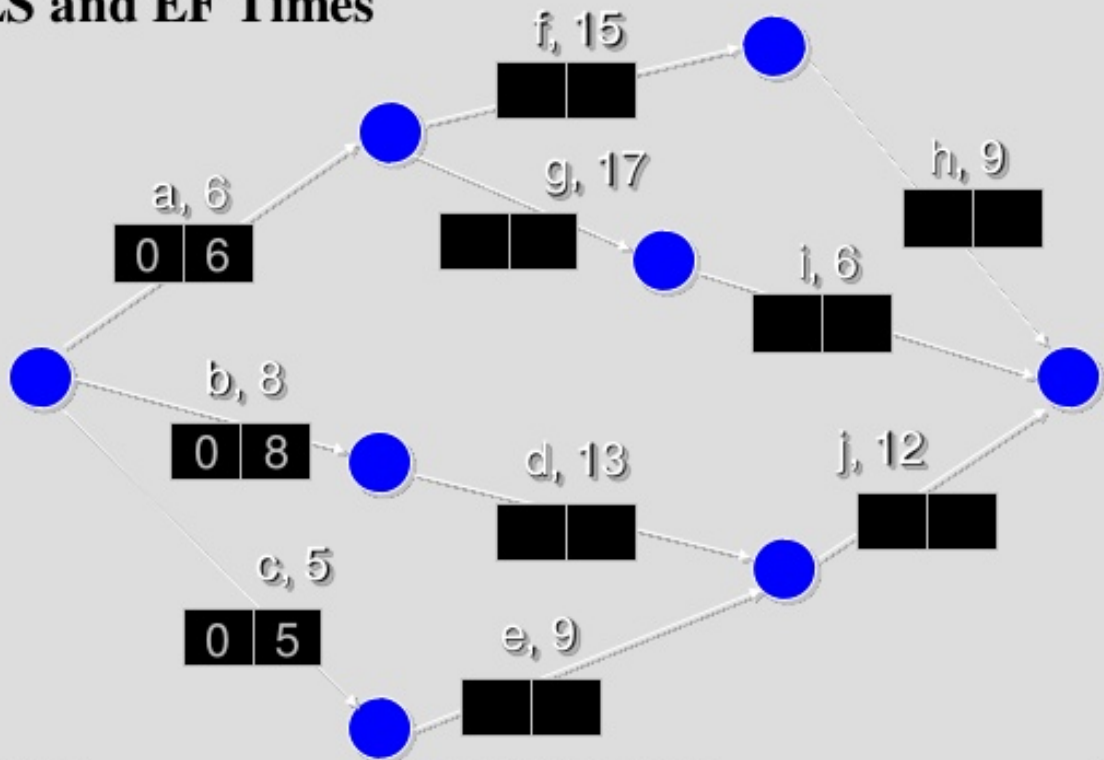 ES and EF Times
f, 15
g, 17
h, 9
a, 6
0 6
i, 6
b, 8
0 8
d, 13
j, 12
c, 5
0 5
e, 9